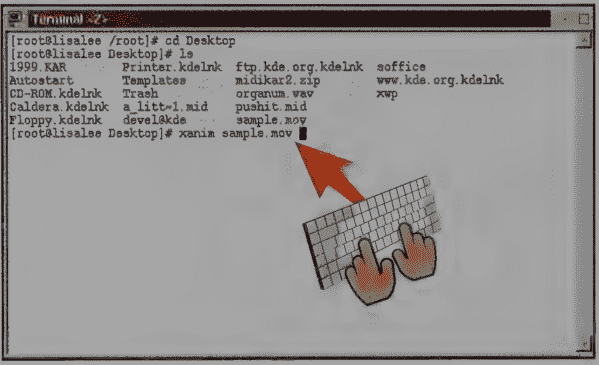 Terminal <2>
[root@lisalee /root]# cd Desktop
[root@lisalee Desktop]# ls
1999.KAR Printer.kdelnk ftp.kde.org.kdelnk soffice
Autostart Templates midikar2.zip www.kde.org.kdelnk
CD-ROM.kdelnk Trash organum.wav xwp
Caldera.kdelnk a_litt~1.mid pushit.mid
Floppy.kdelnk devel@kde sample.mov
[root@lisalee Desktop]# xanim sample.mov